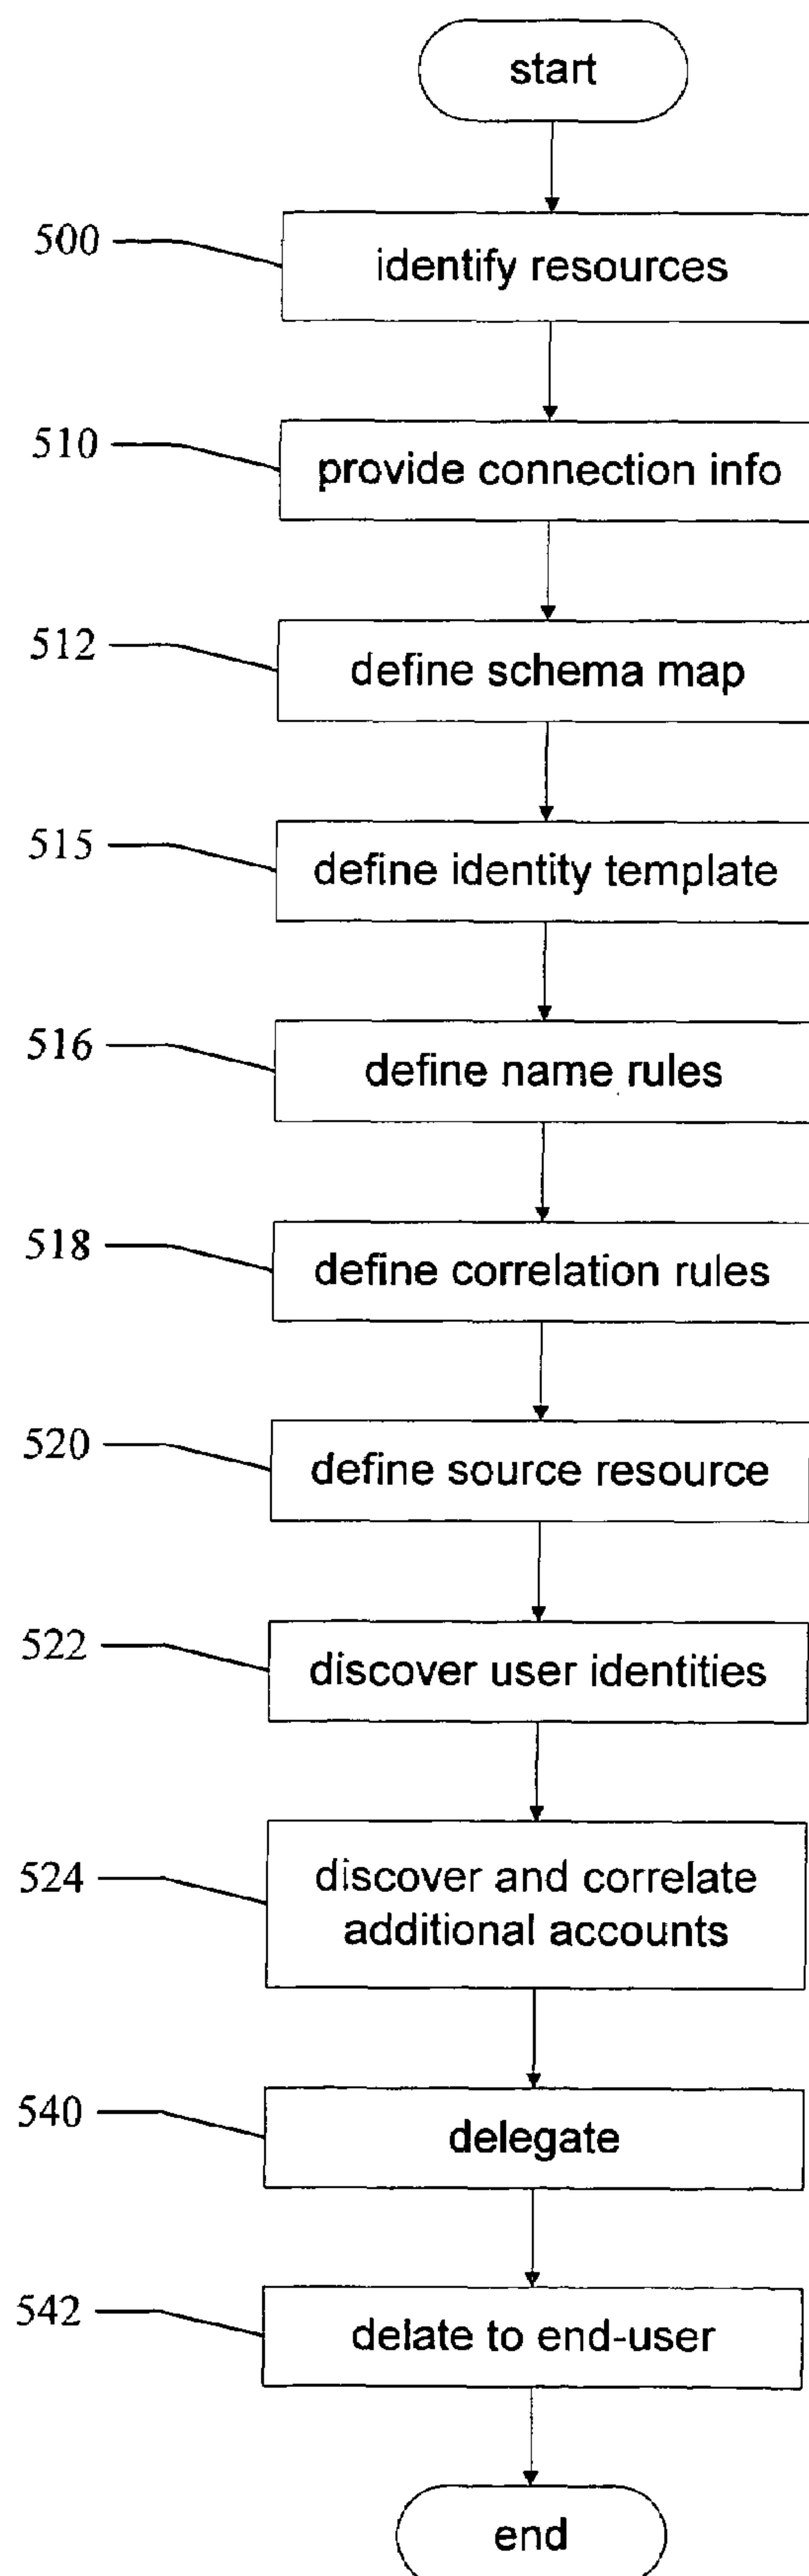 start
500 identify resources
510 provide connection info
512 define schema map
515 define identity template
516 define name rules
518 define correlation rules
520 define source resource
522 discover user identities
524 discover and correlate
additional accounts
540 delegate
542 delate to end-user
end